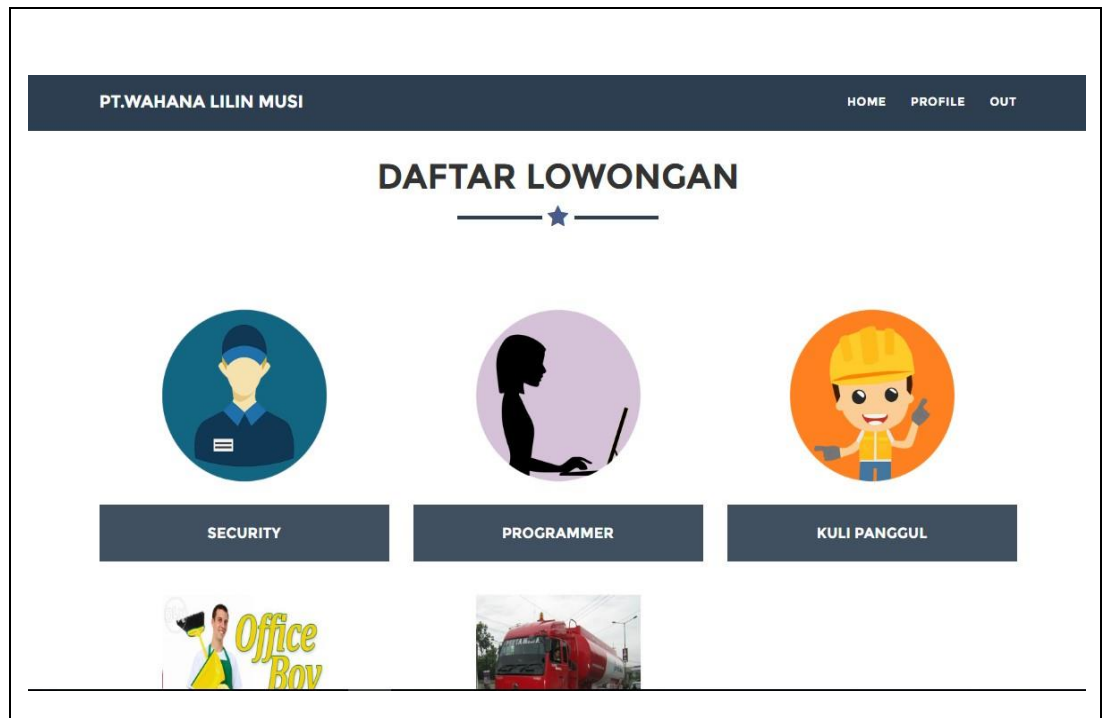 PT.WAHANA LILIN MUSI
HOME PROFILE OUT
DAFTAR LOWONGAN
SECURITY PROGRAMMER KULI PANGGUL
Office
Boy